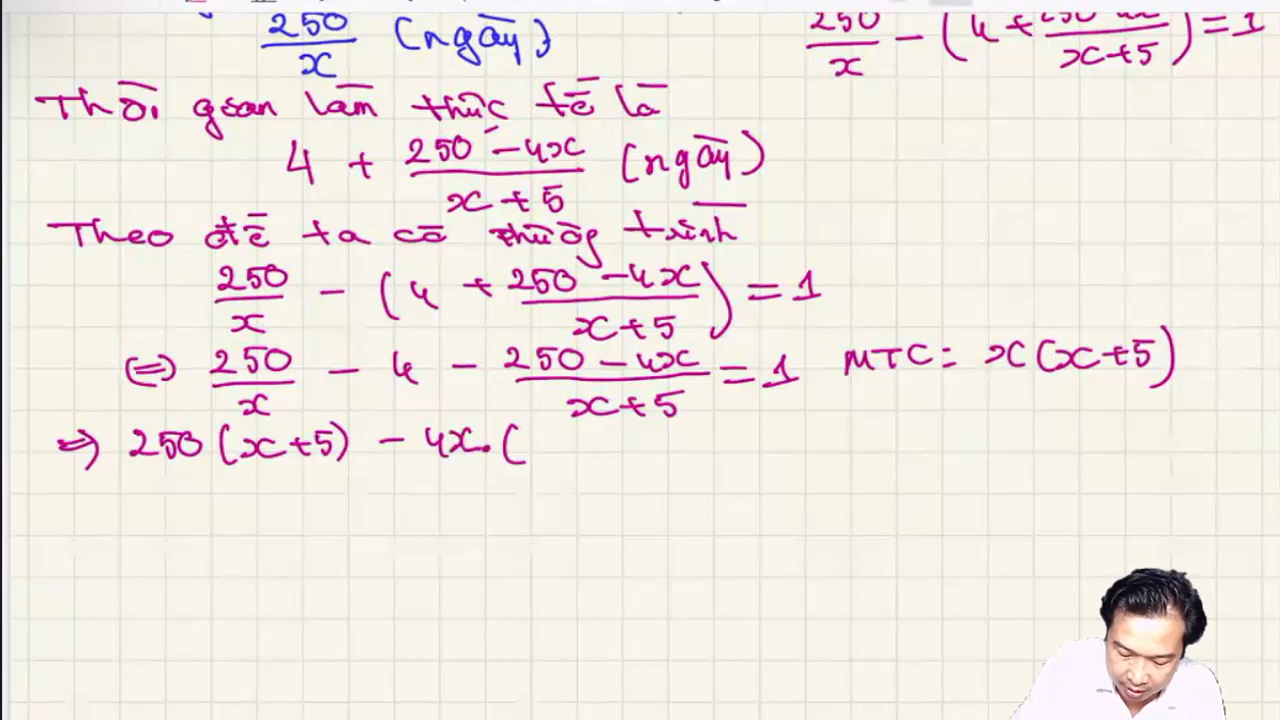 250/x (ngày)
250/x - (4 + 250 - 4x/x+5) = 1
Thời gian làm thực tế là
4 + 250 - 4x/x + 5 (ngày)
Theo đề ta có phương trình
250/x - (4 + 250 - 4x/x+5) = 1
(=) 250/x - 4 - 250 - 4x/x+5 = 1 MTC: x(x+5)
=) 250(x+5) - 4x.(